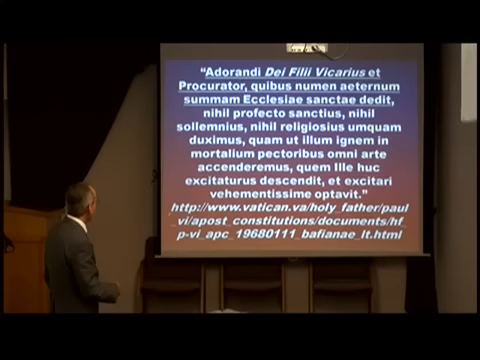 “Adorandi Dei Filii Vicarius et
Procurator, quibus numen aeternum
summam Ecclesiae sanctae dedit,
nihil profecto sanctius, nihil
sollemnius, nihil religiosius umquam
duximus, quam ut illum ignem in
mortalium pectoribus omni arte
accenderemus, quem Ille huc
excitaturus descendit, et excitari
vehementissime optavit.”
http://www.vatican.va/holy_father/paul
_vi/apost_constitutions/documents/hf_
p-vi_apc_19680111_bafianae_lt.html